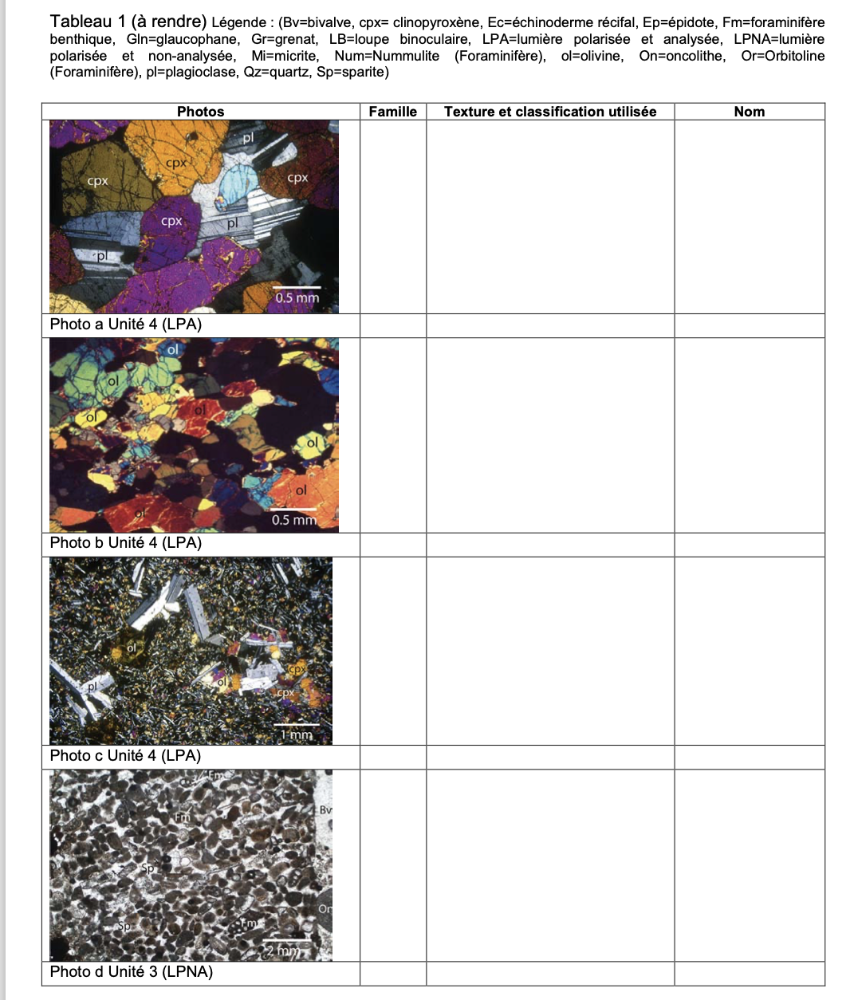 Tableau 1 (à rendre) Légende : (Bv=bivalve, cpx= clinopyroxène, Ec=échinoderme récifal, Ep=épidote, Fm=foraminifère
benthique, Gln=glaucophane, Gr=grenat, LB=loupe binoculaire, LPA=lumière polarisée et analysée, LPNA=lumière
polarisée et non-analysée, Mi=micrite, Num=Nummulite (Foraminifère), ol=olivine, On=oncolithe, Or=Orbitoline
(Foraminifère), pl=plagioclase, Qz=quartz, Sp=sparite)
Photos Famille Texture et classification utilisée Nom
pl
cpx
cpx cpx
cpx pl
pl
0.5 mm
Photo a Unité 4 (LPA)
ol
ol
ol ol
ol
ol
ol
0.5 mm
Photo b Unité 4 (LPA)
ol
cpx
pl ol
cpx
1 mm
Photo c Unité 4 (LPA)
Fm
Bv
Fm
Sp
On
Sp Fm
2 mm
Photo d Unité 3 (LPNA)